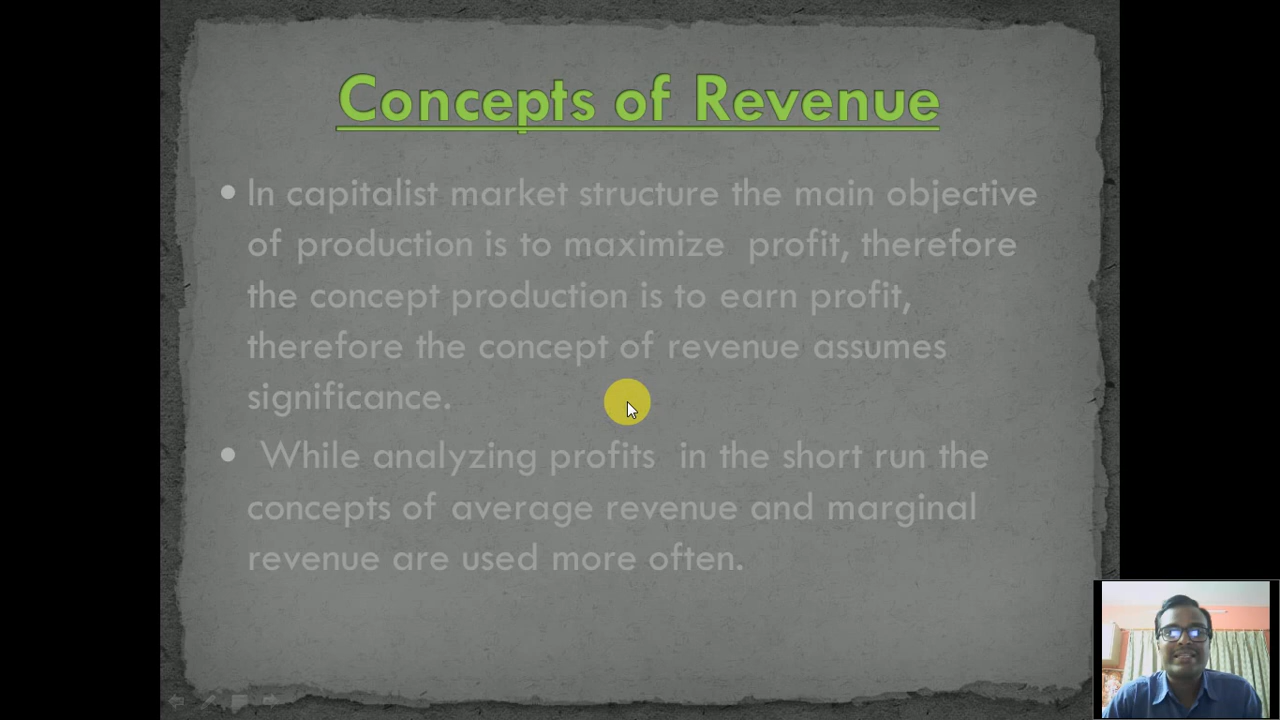 Concepts of Revenue
• In capitalist market structure the main objective
of production is to maximize  profit, therefore
the concept production is to earn profit,
therefore the concept of revenue assumes
significance.
•  While analyzing profits  in the short run the
concepts of average revenue and marginal
revenue are used more often.